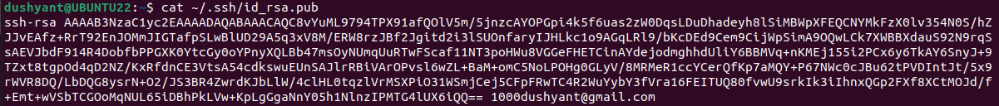 dushyant@UBUNTU22:~$ cat ~/.ssh/id_rsa.pub
ssh-rsa AAAAB3NzaC1yc2EAAAADAQABAAACAQC8vYuML9794TPX91afQOlV5m/5jnzcAYOPGpi4k5f6uas2zW0DqsLDuDhadeyh8lSiMBWpXFEQCNYMkFzX0lv354N0S/hZ
JJvEAfz+RrT92EnJOMmJIGTafpSLwBlUD29A5q3xV8M/ERW8rzJBf2Jgitd2i3lSUOnfaryIJHLkc1o9AGqLRl9/bKcDEd9Cem9CijWpSimA9OQwLCk7XWBBXdauS92N9rqS
sAEVJbdF914R4DobfbPPGXK0YtcGy0oYPnyXQLBb47msOyNUMqUuRTwFScaf11NT3poHWu8VGGeFHETCinAYdejodmghhdUliY6BBMVq+nKMEj155i2PCx6y6TkAY6SnyJ+9
TZxt8tgpOd4qD2NZ/KxRfdnCE3VtsA54cdkswuEUnSAJlrRBiVArOPvsl6wZL+BaM+omC5NoLPOHg0GLyV/8MRMeR1ccYCerQfKp7aMQY+P67NWc0cJBu62tPVDIntJt/5x9
rWVR8DQ/LbDQG8ysrN+O2/JS3BR4ZwrdKJbLlW/4clHL0tqzlVrMSXPiO31WSmjCej5CFpFRwTC4R2WuYybY3fVra16FEITUQ80fvwU9srkIk3iIhnxQGp2FXf8XCtMOJd/f
+Emt+wVSbTCGOoMqNUL65iDBhPkLVw+KpLgGgaNnY05h1NlnzIPMTG4lUX6iQQ== 1000dushyant@gmail.com